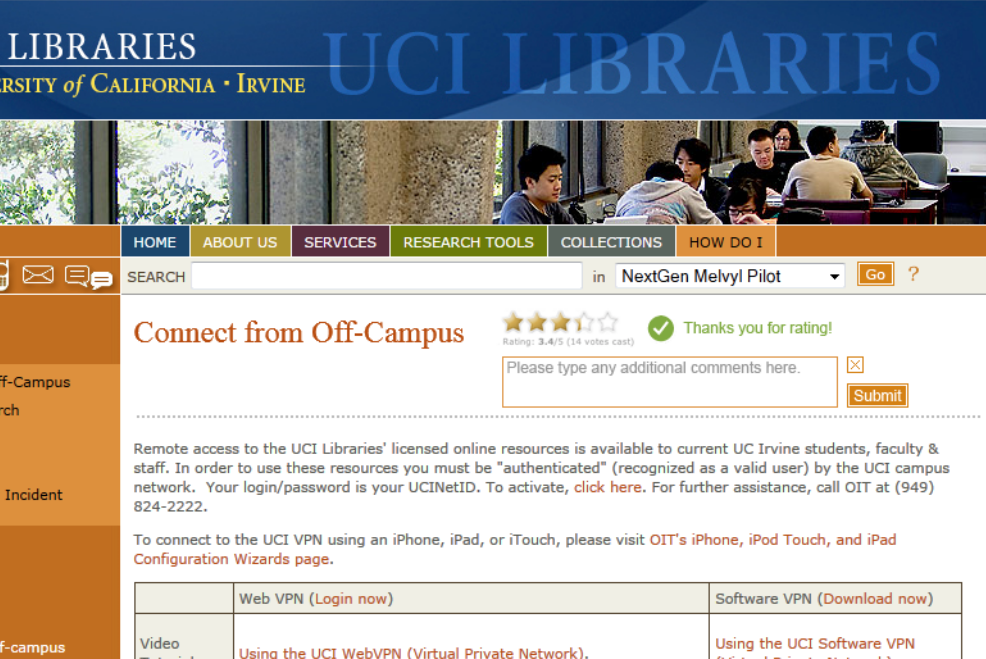 LIBRARIES
UCI LIBRARIES
of CALIFORNIA · IRVINE
HOME ABOUT US SERVICES RESEARCH TOOLS COLLECTIONS HOW DO I
SEARCH in NextGen Melvyl Pilot Go ?
Connect from Off-Campus
Thanks you for rating!
Rating: 3.4/5 (14 votes cast)
Please type any additional comments here.
Submit
ff-Campus
rch
Incident
f-campus
Remote access to the UCI Libraries' licensed online resources is available to current UC Irvine students, faculty &
staff. In order to use these resources you must be "authenticated" (recognized as a valid user) by the UCI campus
network. Your login/password is your UCINetID. To activate, click here. For further assistance, call OIT at (949)
824-2222.
To connect to the UCI VPN using an iPhone, iPad, or iTouch, please visit OIT's iPhone, iPod Touch, and iPad
Configuration Wizards page.
Web VPN (Login now) Software VPN (Download now)
Video
Using the UCI WebVPN (Virtual Private Network).
Using the UCI Software VPN